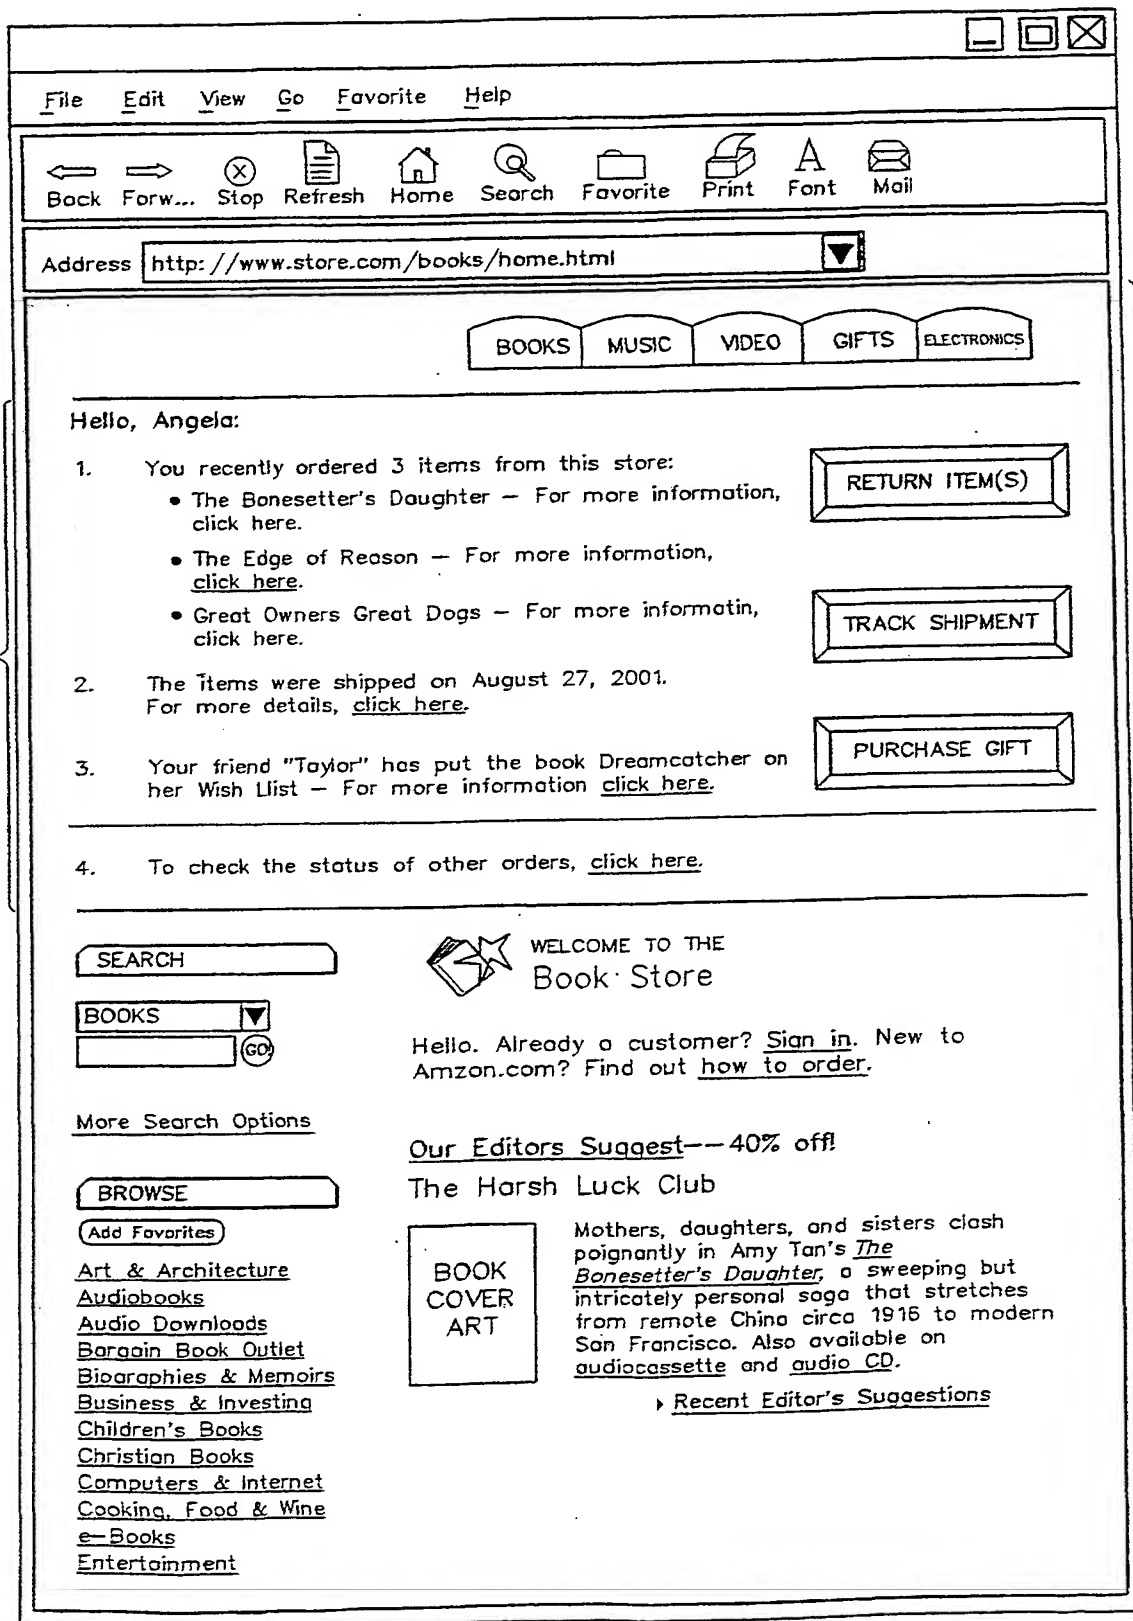 File Edit View Go Favorite Help
Back Forw... Stop Refresh Home Search Favorite Print Font Mail
Address http://www.store.com/books/home.html
BOOKS MUSIC VIDEO GIFTS ELECTRONICS
Hello, Angela:
1. You recently ordered 3 items from this store:
• The Bonesetter's Daughter — For more information,
click here.
RETURN ITEM(S)
• The Edge of Reason — For more information,
click here.
• Great Owners Great Dogs — For more informatin,
click here.
TRACK SHIPMENT
2. The items were shipped on August 27, 2001.
For more details, click here.
3. Your friend "Taylor" has put the book Dreamcatcher on
her Wish Llist — For more information click here.
PURCHASE GIFT
4. To check the status of other orders, click here.
SEARCH
BOOKS
GO!
More Search Options
BROWSE
Add Favorites
Art & Architecture
Audiobooks
Audio Downloads
Bargain Book Outlet
Biographies & Memoirs
Business & Investing
Children's Books
Christian Books
Computers & Internet
Cooking, Food & Wine
e-Books
Entertainment
WELCOME TO THE
Book Store
Hello. Already a customer? Sign in. New to
Amzon.com? Find out how to order.
Our Editors Suggest--40% off!
The Harsh Luck Club
BOOK
COVER
ART
Mothers, daughters, and sisters clash
poignantly in Amy Tan's The
Bonesetter's Daughter, a sweeping but
intricately personal saga that stretches
from remote China circa 1916 to modern
San Francisco. Also available on
audiocassette and audio CD.
Recent Editor's Suggestions